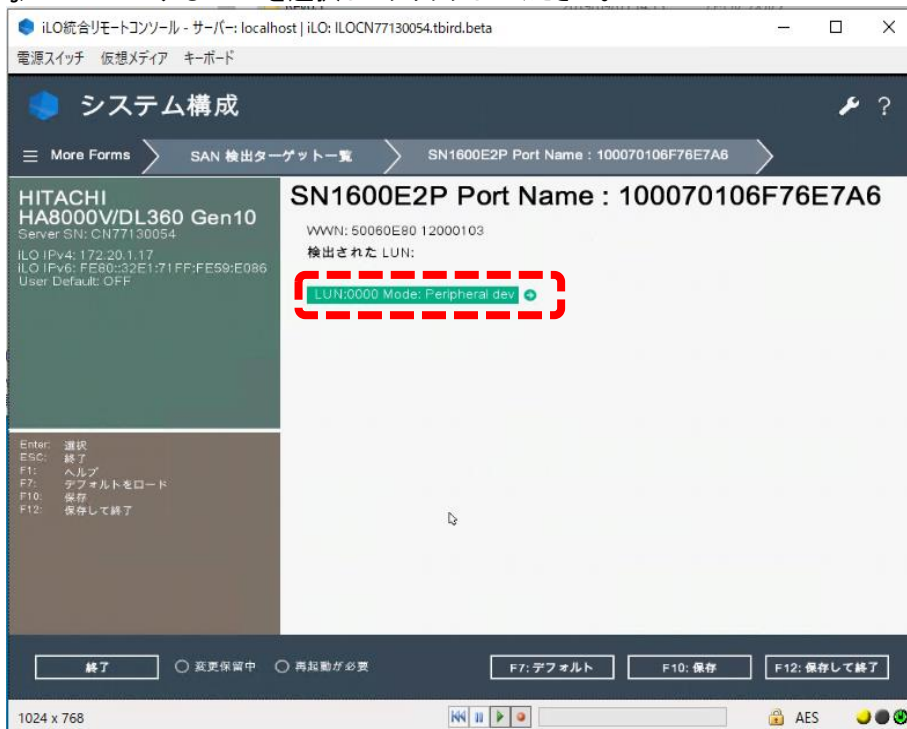 iLO統合リモートコンソール - サーバー: localhost | iLO: ILOCN77130054.tbird.beta
電源スイッチ 仮想メディア キーボード
システム構成
?
More Forms
SAN 検出ターゲット一覧
SN1600E2P Port Name : 100070106F76E7A6
HITACHI
HA8000V/DL360 Gen10
Server SN: CN77130054
iLO IPv4: 172.20.1.17
iLO IPv6: FE80::32E1:71FF:FE59:E086
User Default: OFF
SN1600E2P Port Name : 100070106F76E7A6
WWN: 50060E80 12000103
検出された LUN:
LUN:0000 Mode: Peripheral dev
Enter: 選択
ESC: 終了
F1: ヘルプ
F7: デフォルトをロード
F10: 保存
F12: 保存して終了
終了
変更保留中
再起動が必要
F7: デフォルト
F10: 保存
F12: 保存して終了
1024 x 768
AES